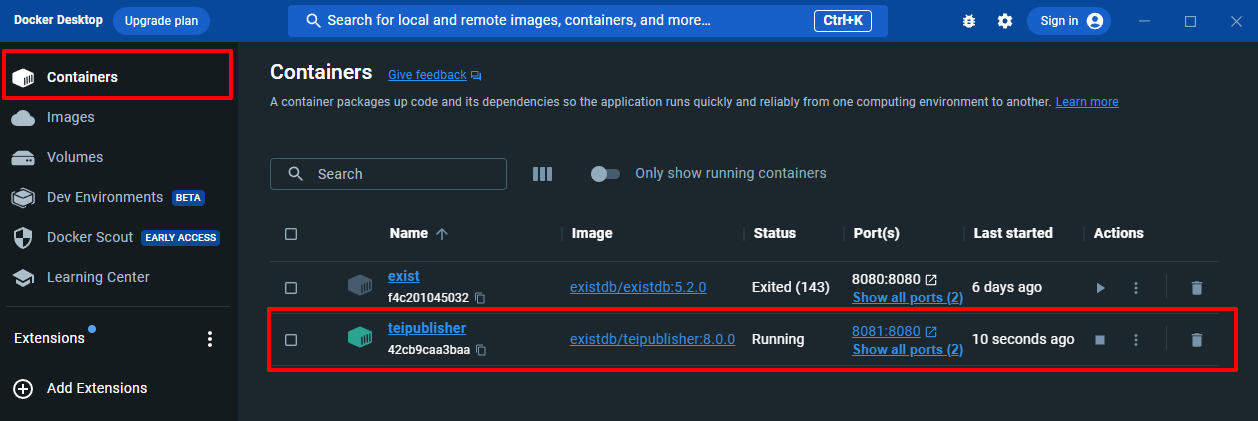 Docker Desktop Upgrade plan Search for local and remote images, containers, and more... Ctrl+K Sign in
Containers
Images
Volumes
Dev Environments BETA
Docker Scout EARLY ACCESS
Learning Center
Extensions
Add Extensions
Containers Give feedback
A container packages up code and its dependencies so the application runs quickly and reliably from one computing environment to another. Learn more
Search Only show running containers
Name Image Status Port(s) Last started Actions
exist existdb/existdb:5.2.0 Exited (143) 8080:8080 6 days ago
f4c201045032 Show all ports (2)
teipublisher existdb/teipublisher:8.0.0 Running 8081:8080 10 seconds ago
42cb9caa3baa Show all ports (2)